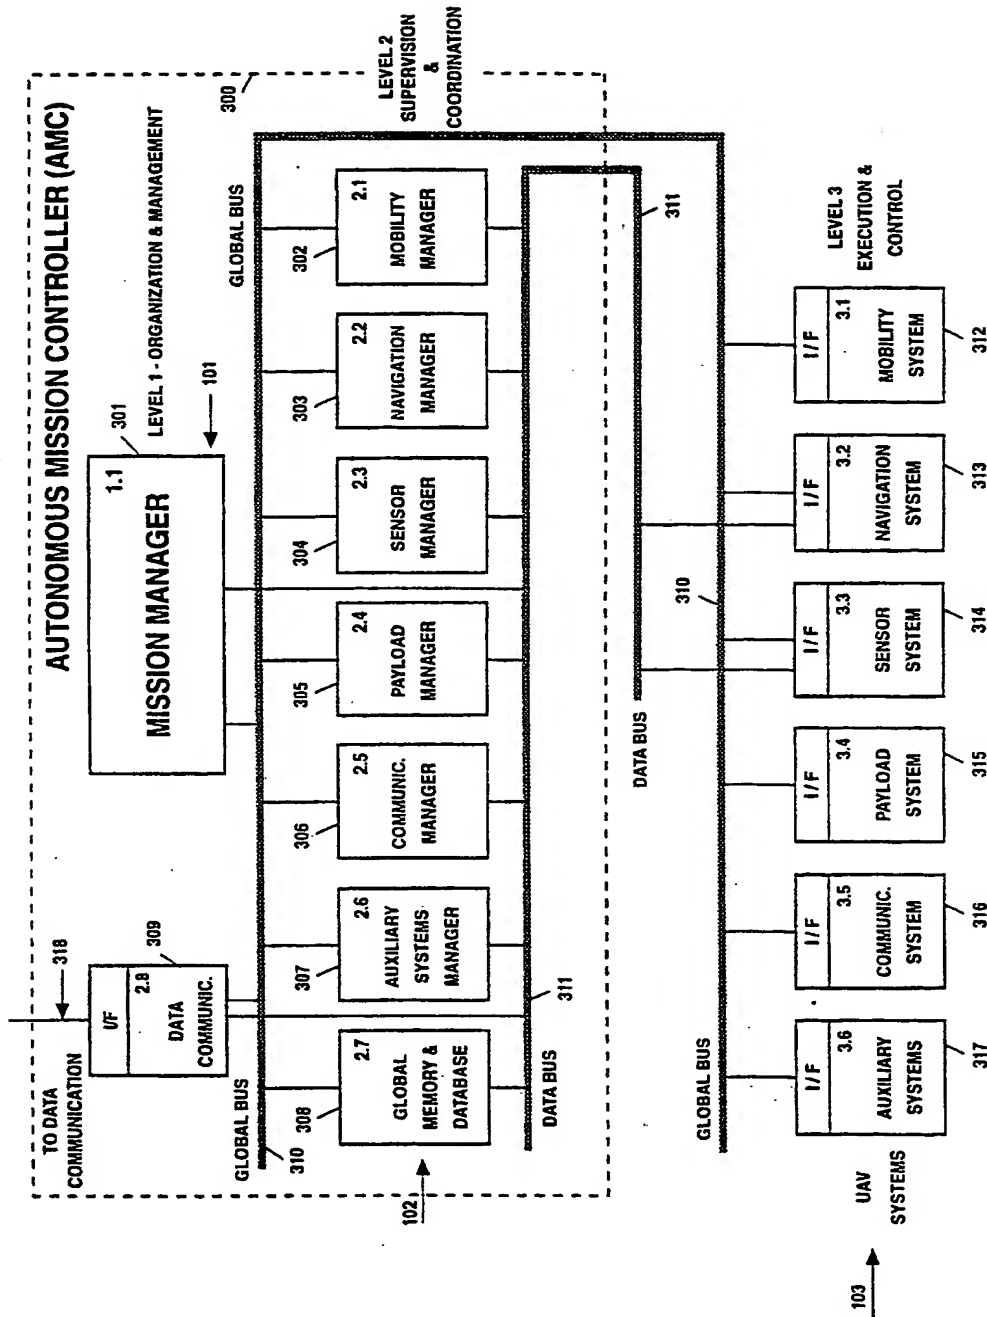 AUTONOMOUS MISSION CONTROLLER (AMC)
300
TO DATA
COMMUNICATION
318
I/F
2.8
DATA
COMMUNIC.
309
1.1
MISSION MANAGER
301
LEVEL 1 - ORGANIZATION & MANAGEMENT
101
GLOBAL BUS
310
GLOBAL BUS
LEVEL 2
SUPERVISION
&
COORDINATION
102
308
2.7
GLOBAL
MEMORY &
DATABASE
307
2.6
AUXILIARY
SYSTEMS
MANAGER
306
2.5
COMMUNIC.
MANAGER
305
2.4
PAYLOAD
MANAGER
304
2.3
SENSOR
MANAGER
303
2.2
NAVIGATION
MANAGER
302
2.1
MOBILITY
MANAGER
DATA BUS
311
DATA BUS
311
GLOBAL BUS
310
LEVEL 3
EXECUTION &
CONTROL
103
UAV
SYSTEMS
I/F
3.6
AUXILIARY
SYSTEMS
317
I/F
3.5
COMMUNIC.
SYSTEM
316
I/F
3.4
PAYLOAD
SYSTEM
315
I/F
3.3
SENSOR
SYSTEM
314
I/F
3.2
NAVIGATION
SYSTEM
313
I/F
3.1
MOBILITY
SYSTEM
312